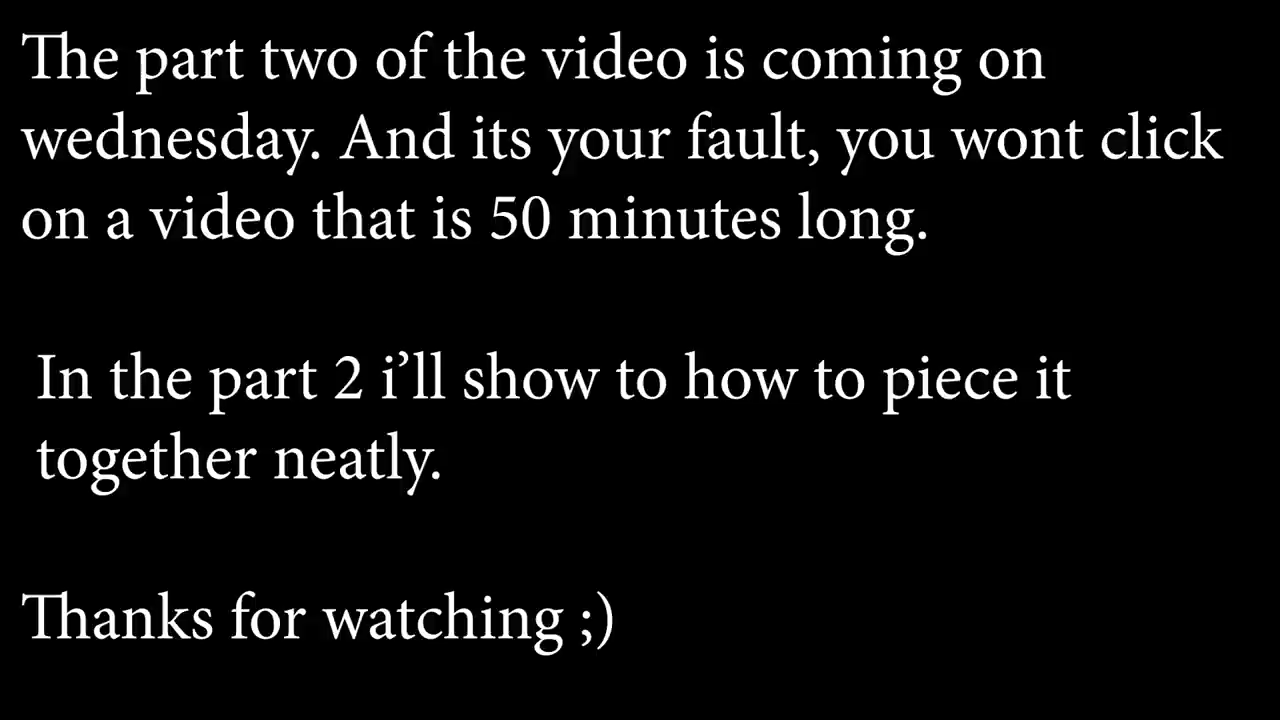 The part two of the video is coming on
wednesday. And its your fault, you wont click
on a video that is 50 minutes long.
In the part 2 i’ll show to how to piece it
together neatly.
Thanks for watching ;)